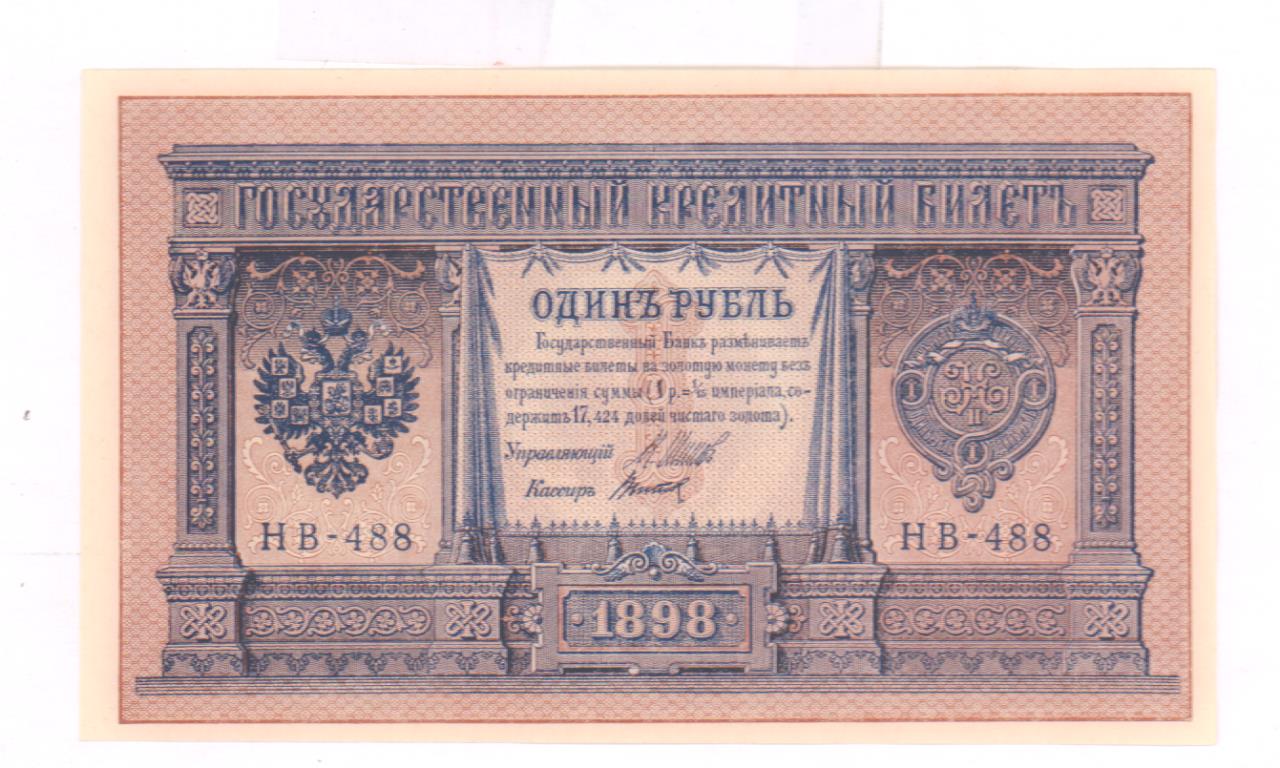 ГОСУДАРСТВЕННЫЙ КРЕДИТНЫЙ БИЛЕТЪ
ОДИНЪ РУБЛЬ
Государственный Банкъ размѣниваетъ
кредитные билеты на золотую монету безъ
ограниченія суммы (1 р. = 1/15 имперіала, со-
держитъ 17,424 долей чистаго золота).
Управляющій
Кассиръ
НВ-488
НВ-488
I
I
I
II
1898